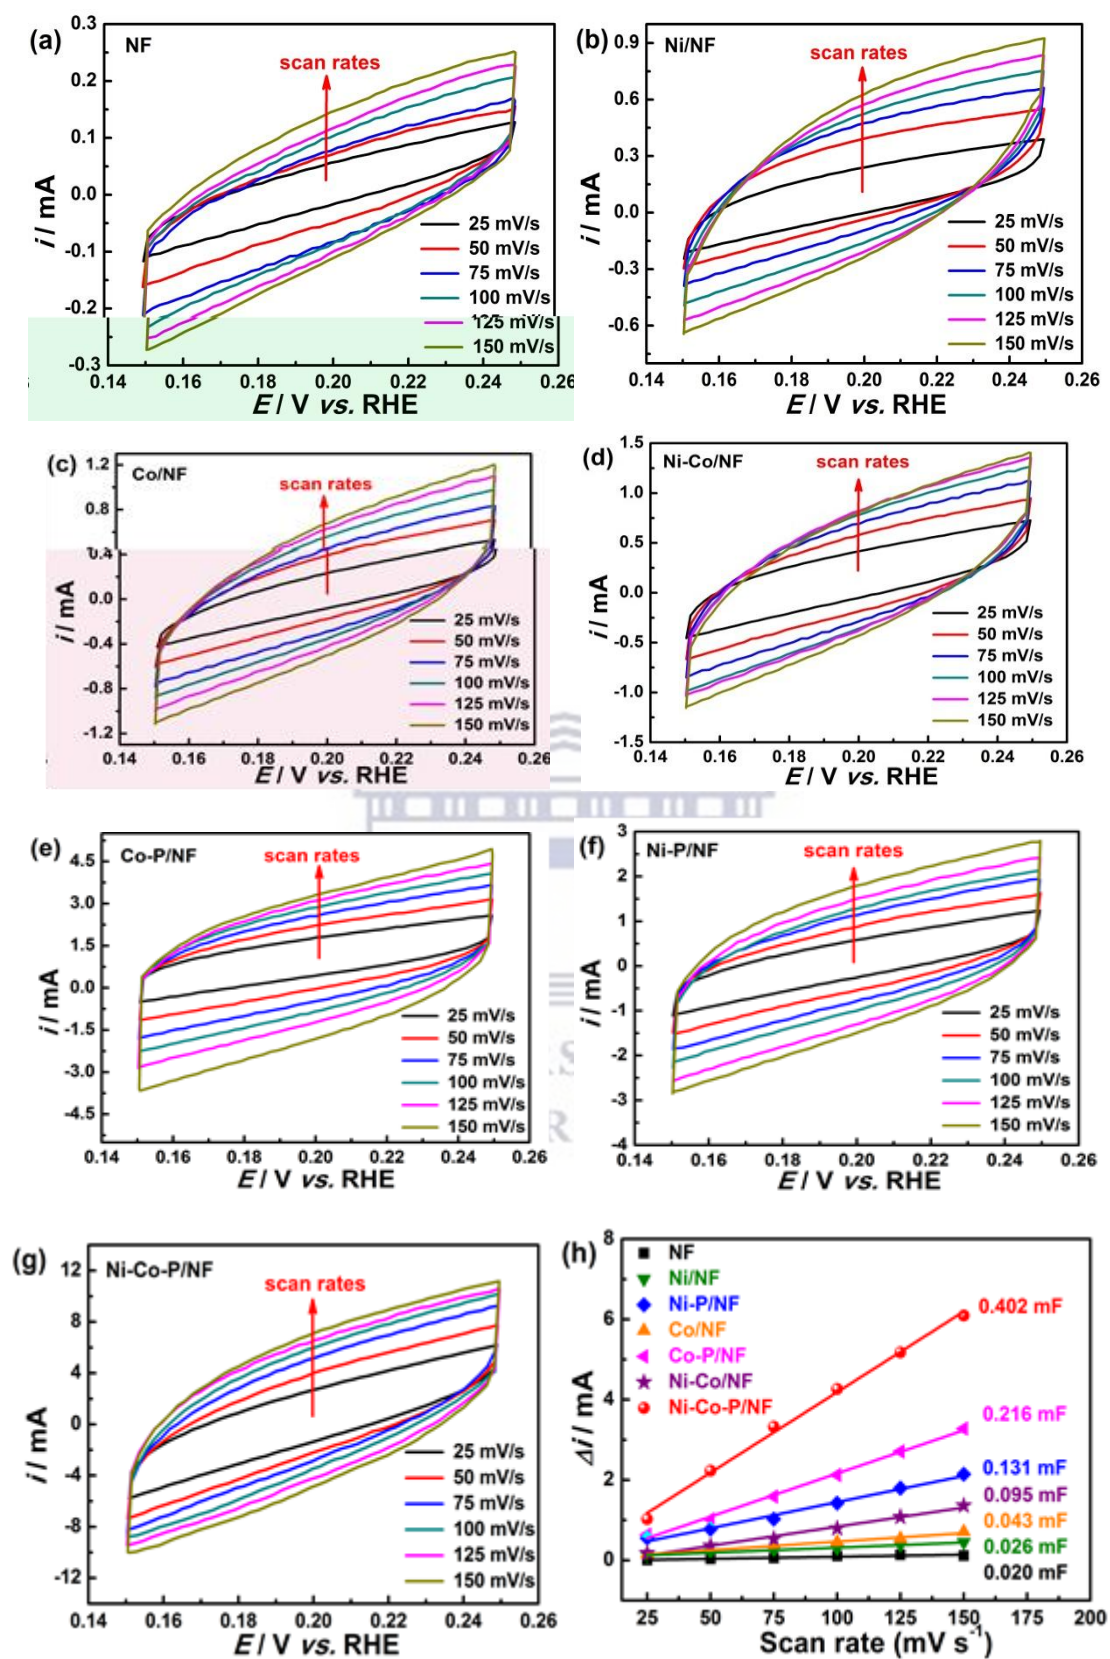 (a) NF
scan rates
0.3
0.2
0.1
0.0
-0.1
-0.2
-0.3
i / mA
25 mV/s
50 mV/s
75 mV/s
100 mV/s
125 mV/s
150 mV/s
0.14 0.16 0.18 0.20 0.22 0.24 0.26
E / V vs. RHE
(b) Ni/NF
scan rates
0.9
0.6
0.3
0.0
-0.3
-0.6
i / mA
25 mV/s
50 mV/s
75 mV/s
100 mV/s
125 mV/s
150 mV/s
0.14 0.16 0.18 0.20 0.22 0.24 0.26
E / V vs. RHE
(c) Co/NF
scan rates
1.2
0.8
0.4
0.0
-0.4
-0.8
-1.2
i / mA
25 mV/s
50 mV/s
75 mV/s
100 mV/s
125 mV/s
150 mV/s
0.14 0.16 0.18 0.20 0.22 0.24 0.26
E / V vs. RHE
(d) Ni-Co/NF
scan rates
1.5
1.0
0.5
0.0
-0.5
-1.0
-1.5
i / mA
25 mV/s
50 mV/s
75 mV/s
100 mV/s
125 mV/s
150 mV/s
0.14 0.16 0.18 0.20 0.22 0.24 0.26
E / V vs. RHE
(e) Co-P/NF
scan rates
4.5
3.0
1.5
0.0
-1.5
-3.0
-4.5
i / mA
25 mV/s
50 mV/s
75 mV/s
100 mV/s
125 mV/s
150 mV/s
0.14 0.16 0.18 0.20 0.22 0.24 0.26
E / V vs. RHE
(f) Ni-P/NF
scan rates
3
2
1
0
-1
-2
-3
-4
i / mA
25 mV/s
50 mV/s
75 mV/s
100 mV/s
125 mV/s
150 mV/s
0.14 0.16 0.18 0.20 0.22 0.24 0.26
E / V vs. RHE
(g) Ni-Co-P/NF
scan rates
12
8
4
0
-4
-8
-12
i / mA
25 mV/s
50 mV/s
75 mV/s
100 mV/s
125 mV/s
150 mV/s
0.14 0.16 0.18 0.20 0.22 0.24 0.26
E / V vs. RHE
(h)
NF
Ni/NF
Ni-P/NF
Co/NF
Co-P/NF
Ni-Co/NF
Ni-Co-P/NF
8
6
4
2
0
Δi / mA
0.402 mF
0.216 mF
0.131 mF
0.095 mF
0.043 mF
0.026 mF
0.020 mF
25 50 75 100 125 150 175 200
Scan rate (mV s⁻¹)